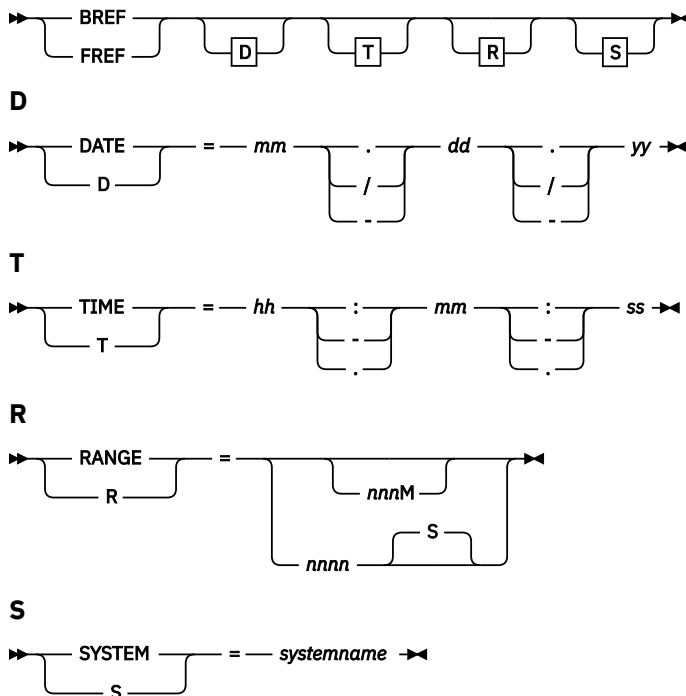 BREF
FREF D T R S
D
DATE = mm . dd . yy
D / /
- -
T
TIME = hh : mm : ss
T - -
. .
R
RANGE =
R nnnM
S
nnnn
S
SYSTEM = systemname
S